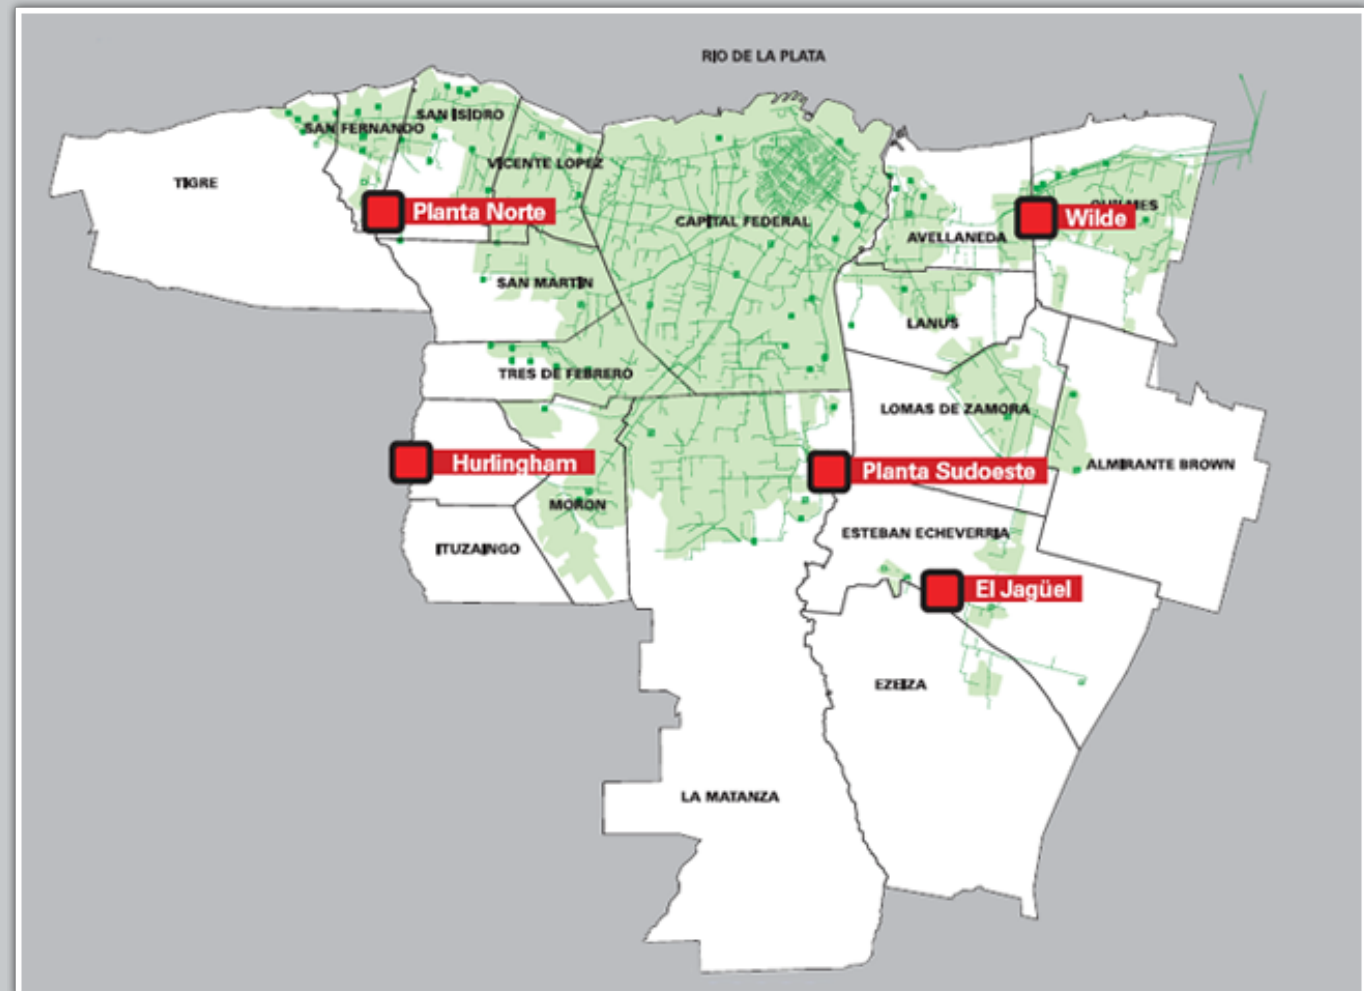 RIO DE LA PLATA
SAN ISIDRO
SAN FERNANDO
VICENTE LOPEZ
TIGRE
Planta Norte
CAPITAL FEDERAL
QUILMES
Wilde
AVELLANEDA
SAN MARTIN
LANUS
TRES DE FEBRERO
LOMAS DE ZAMORA
Hurlingham
Planta Sudoeste
ALMIRANTE BROWN
MORON
ESTEBAN ECHEVERRIA
ITUZAINGO
El Jagüel
EZEIZA
LA MATANZA